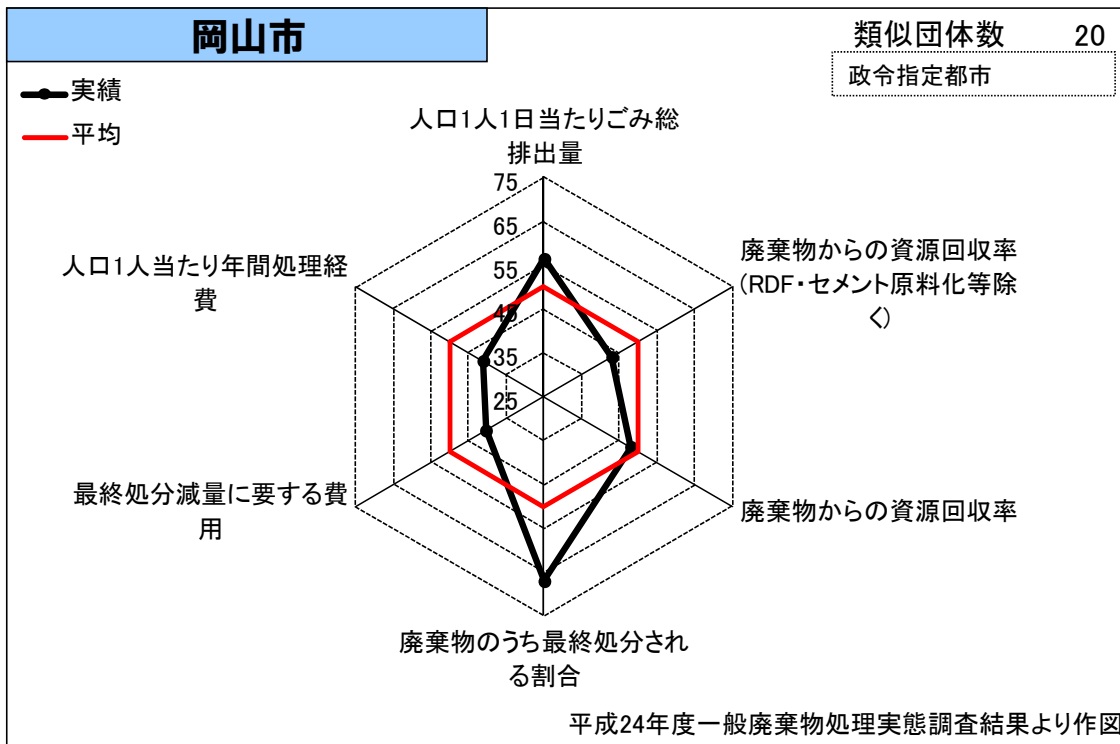 岡山市
類似団体数 20
政令指定都市
実績
平均
人口1人1日当たりごみ総
排出量
75
65
55
45
35
25
廃棄物からの資源回収率
(RDF・セメント原料化等除
く)
廃棄物からの資源回収率
廃棄物のうち最終処分され
る割合
最終処分減量に要する費
用
人口1人当たり年間処理経
費
平成24年度一般廃棄物処理実態調査結果より作図